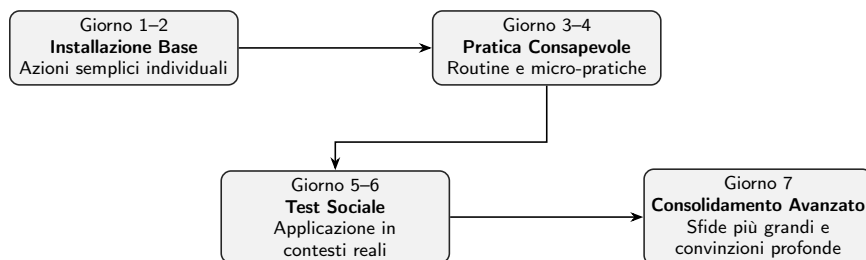 Giorno 1–2
Installazione Base
Azioni semplici individuali
Giorno 3–4
Pratica Consapevole
Routine e micro-pratiche
Giorno 5–6
Test Sociale
Applicazione in
contesti reali
Giorno 7
Consolidamento Avanzato
Sfide più grandi e
convinzioni profonde